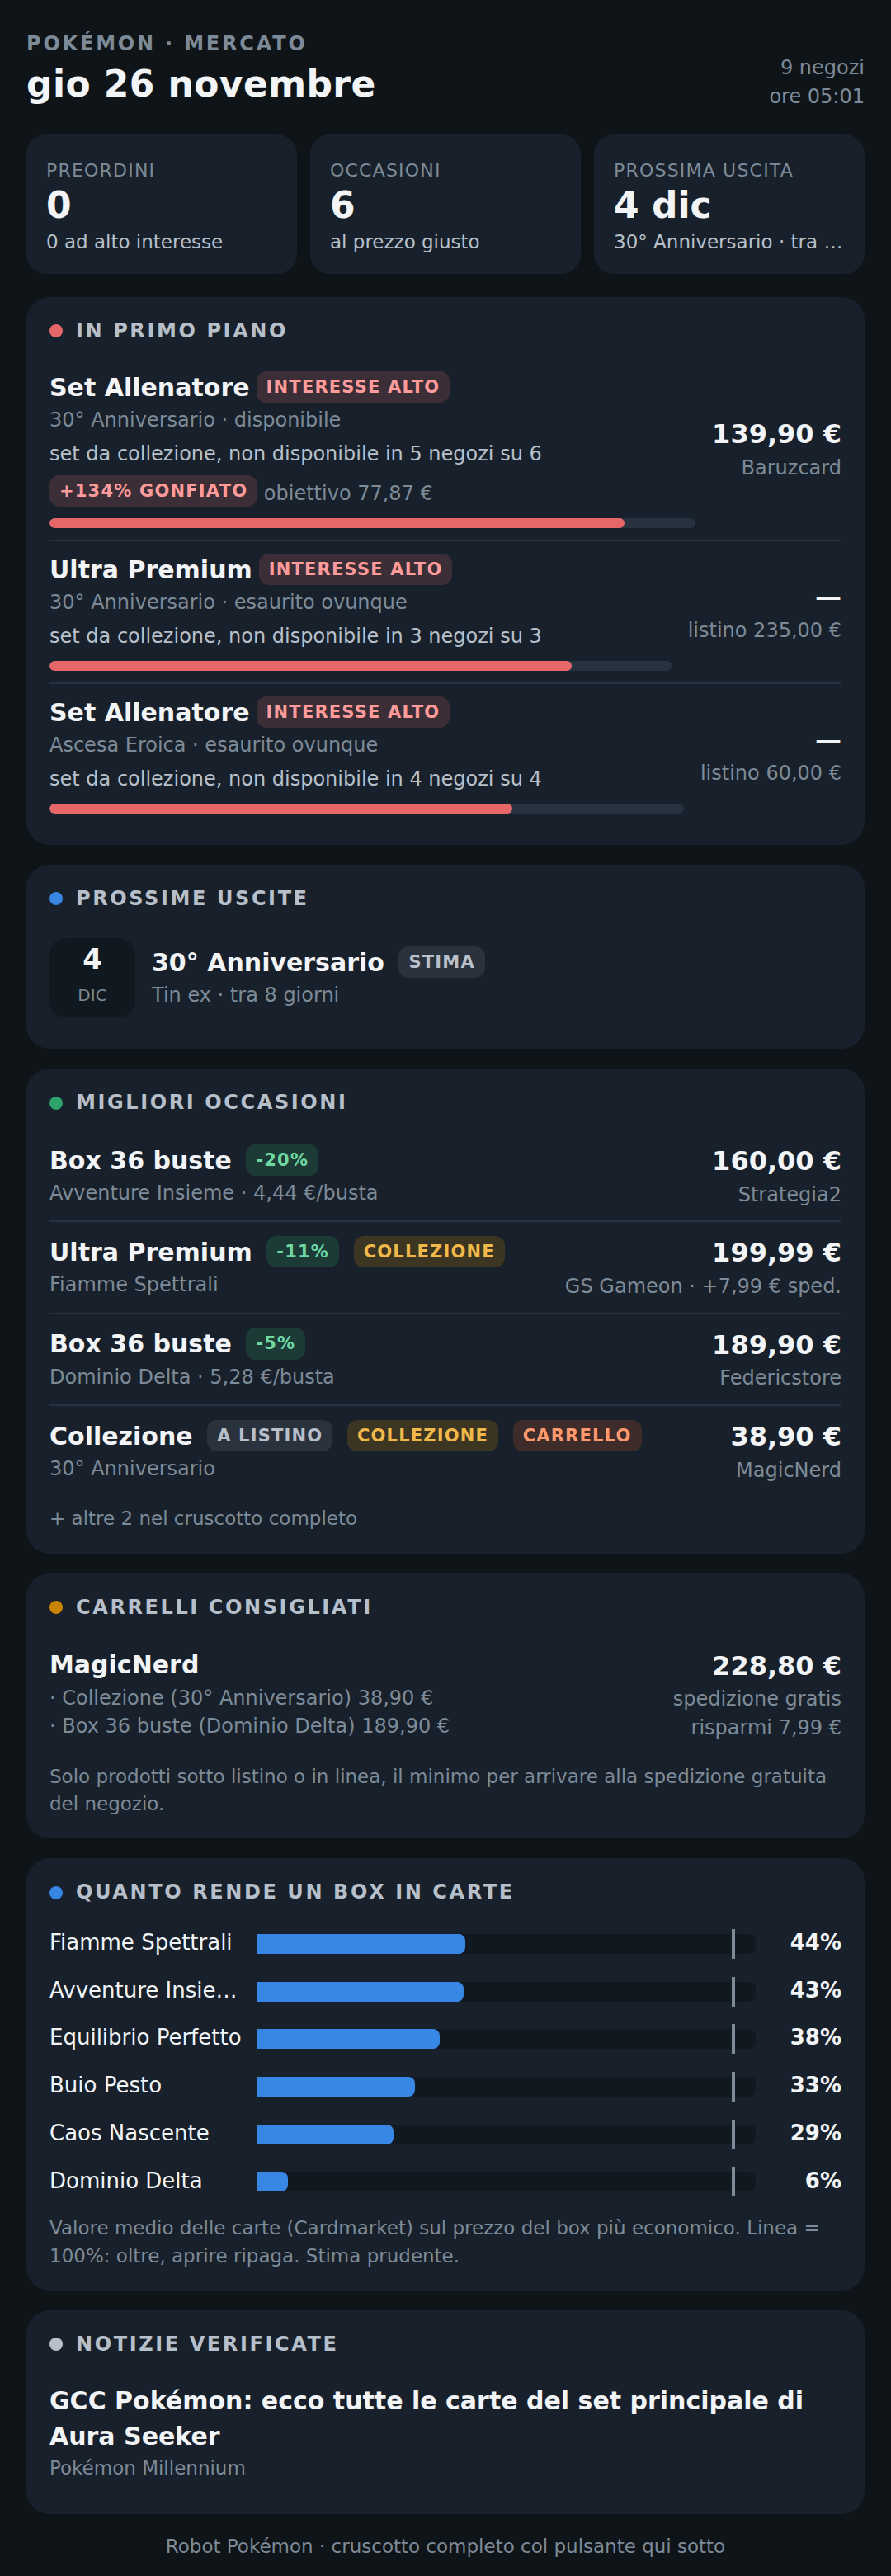 POKÉMON · MERCATO
gio 26 novembre
9 negozi
ore 05:01
PREORDINI
0
0 ad alto interesse
OCCASIONI
6
al prezzo giusto
PROSSIMA USCITA
4 dic
30° Anniversario · tra …
IN PRIMO PIANO
Set Allenatore INTERESSE ALTO
30° Anniversario · disponibile
set da collezione, non disponibile in 5 negozi su 6
+134% GONFIATO obiettivo 77,87 €
139,90 €
Baruzcard
Ultra Premium INTERESSE ALTO
30° Anniversario · esaurito ovunque
set da collezione, non disponibile in 3 negozi su 3
—
listino 235,00 €
Set Allenatore INTERESSE ALTO
Ascesa Eroica · esaurito ovunque
set da collezione, non disponibile in 4 negozi su 4
—
listino 60,00 €
PROSSIME USCITE
4
DIC
30° Anniversario STIMA
Tin ex · tra 8 giorni
MIGLIORI OCCASIONI
Box 36 buste -20%
Avventure Insieme · 4,44 €/busta
160,00 €
Strategia2
Ultra Premium -11% COLLEZIONE
Fiamme Spettrali
199,99 €
GS Gameon · +7,99 € sped.
Box 36 buste -5%
Dominio Delta · 5,28 €/busta
189,90 €
Federicstore
Collezione A LISTINO COLLEZIONE CARRELLO
30° Anniversario
38,90 €
MagicNerd
+ altre 2 nel cruscotto completo
CARRELLI CONSIGLIATI
MagicNerd
· Collezione (30° Anniversario) 38,90 €
· Box 36 buste (Dominio Delta) 189,90 €
228,80 €
spedizione gratis
risparmi 7,99 €
Solo prodotti sotto listino o in linea, il minimo per arrivare alla spedizione gratuita
del negozio.
QUANTO RENDE UN BOX IN CARTE
Fiamme Spettrali 44%
Avventure Insie… 43%
Equilibrio Perfetto 38%
Buio Pesto 33%
Caos Nascente 29%
Dominio Delta 6%
Valore medio delle carte (Cardmarket) sul prezzo del box più economico. Linea =
100%: oltre, aprire ripaga. Stima prudente.
NOTIZIE VERIFICATE
GCC Pokémon: ecco tutte le carte del set principale di
Aura Seeker
Pokémon Millennium
Robot Pokémon · cruscotto completo col pulsante qui sotto